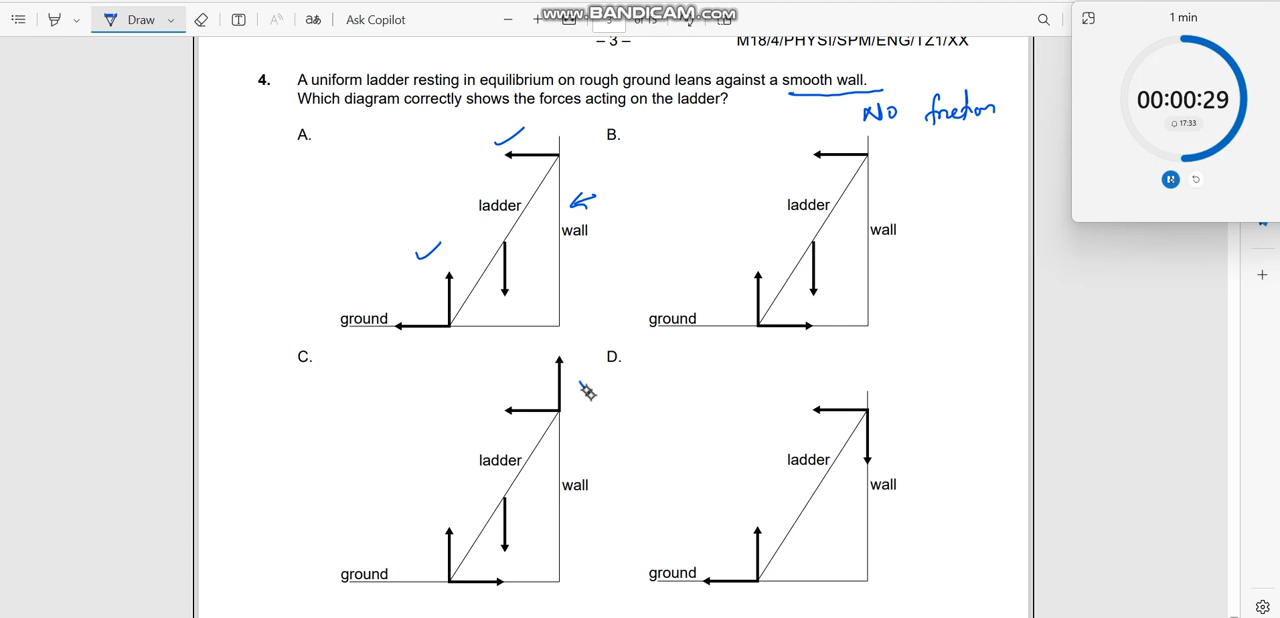 Draw
aあ
Ask Copilot
www.BANDICAM.com
– 3 –
M18/4/PHYSI/SPM/ENG/TZ1/XX
1 min
00:00:29
17:33
4. A uniform ladder resting in equilibrium on rough ground leans against a smooth wall.
Which diagram correctly shows the forces acting on the ladder?
No friction
A.
ladder
wall
ground
B.
ladder
wall
ground
C.
ladder
wall
ground
D.
ladder
wall
ground